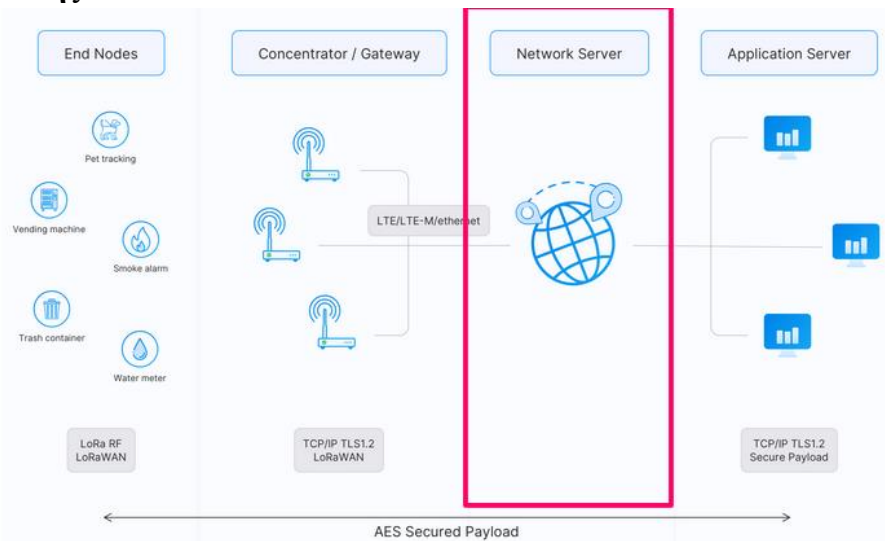 End Nodes
Concentrator / Gateway
Network Server
Application Server
Pet tracking
Vending machine
Smoke alarm
Trash container
Water meter
LTE/LTE-M/ethernet
LoRa RF
LoRaWAN
TCP/IP TLS1.2
LoRaWAN
TCP/IP TLS1.2
Secure Payload
AES Secured Payload